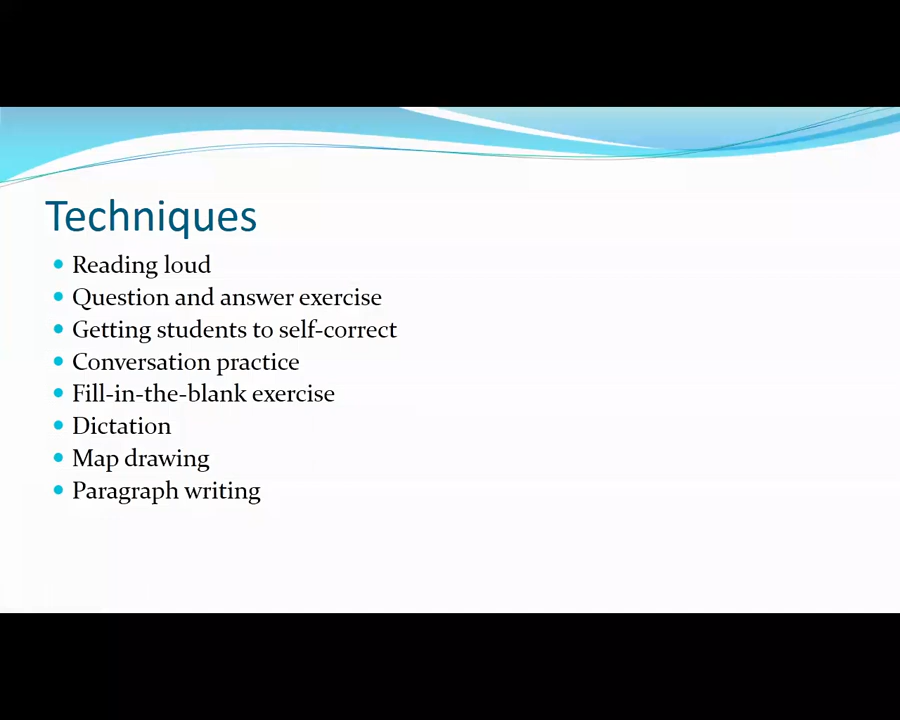 Techniques
Reading loud
Question and answer exercise
Getting students to self-correct
Conversation practice
Fill-in-the-blank exercise
Dictation
Map drawing
Paragraph writing